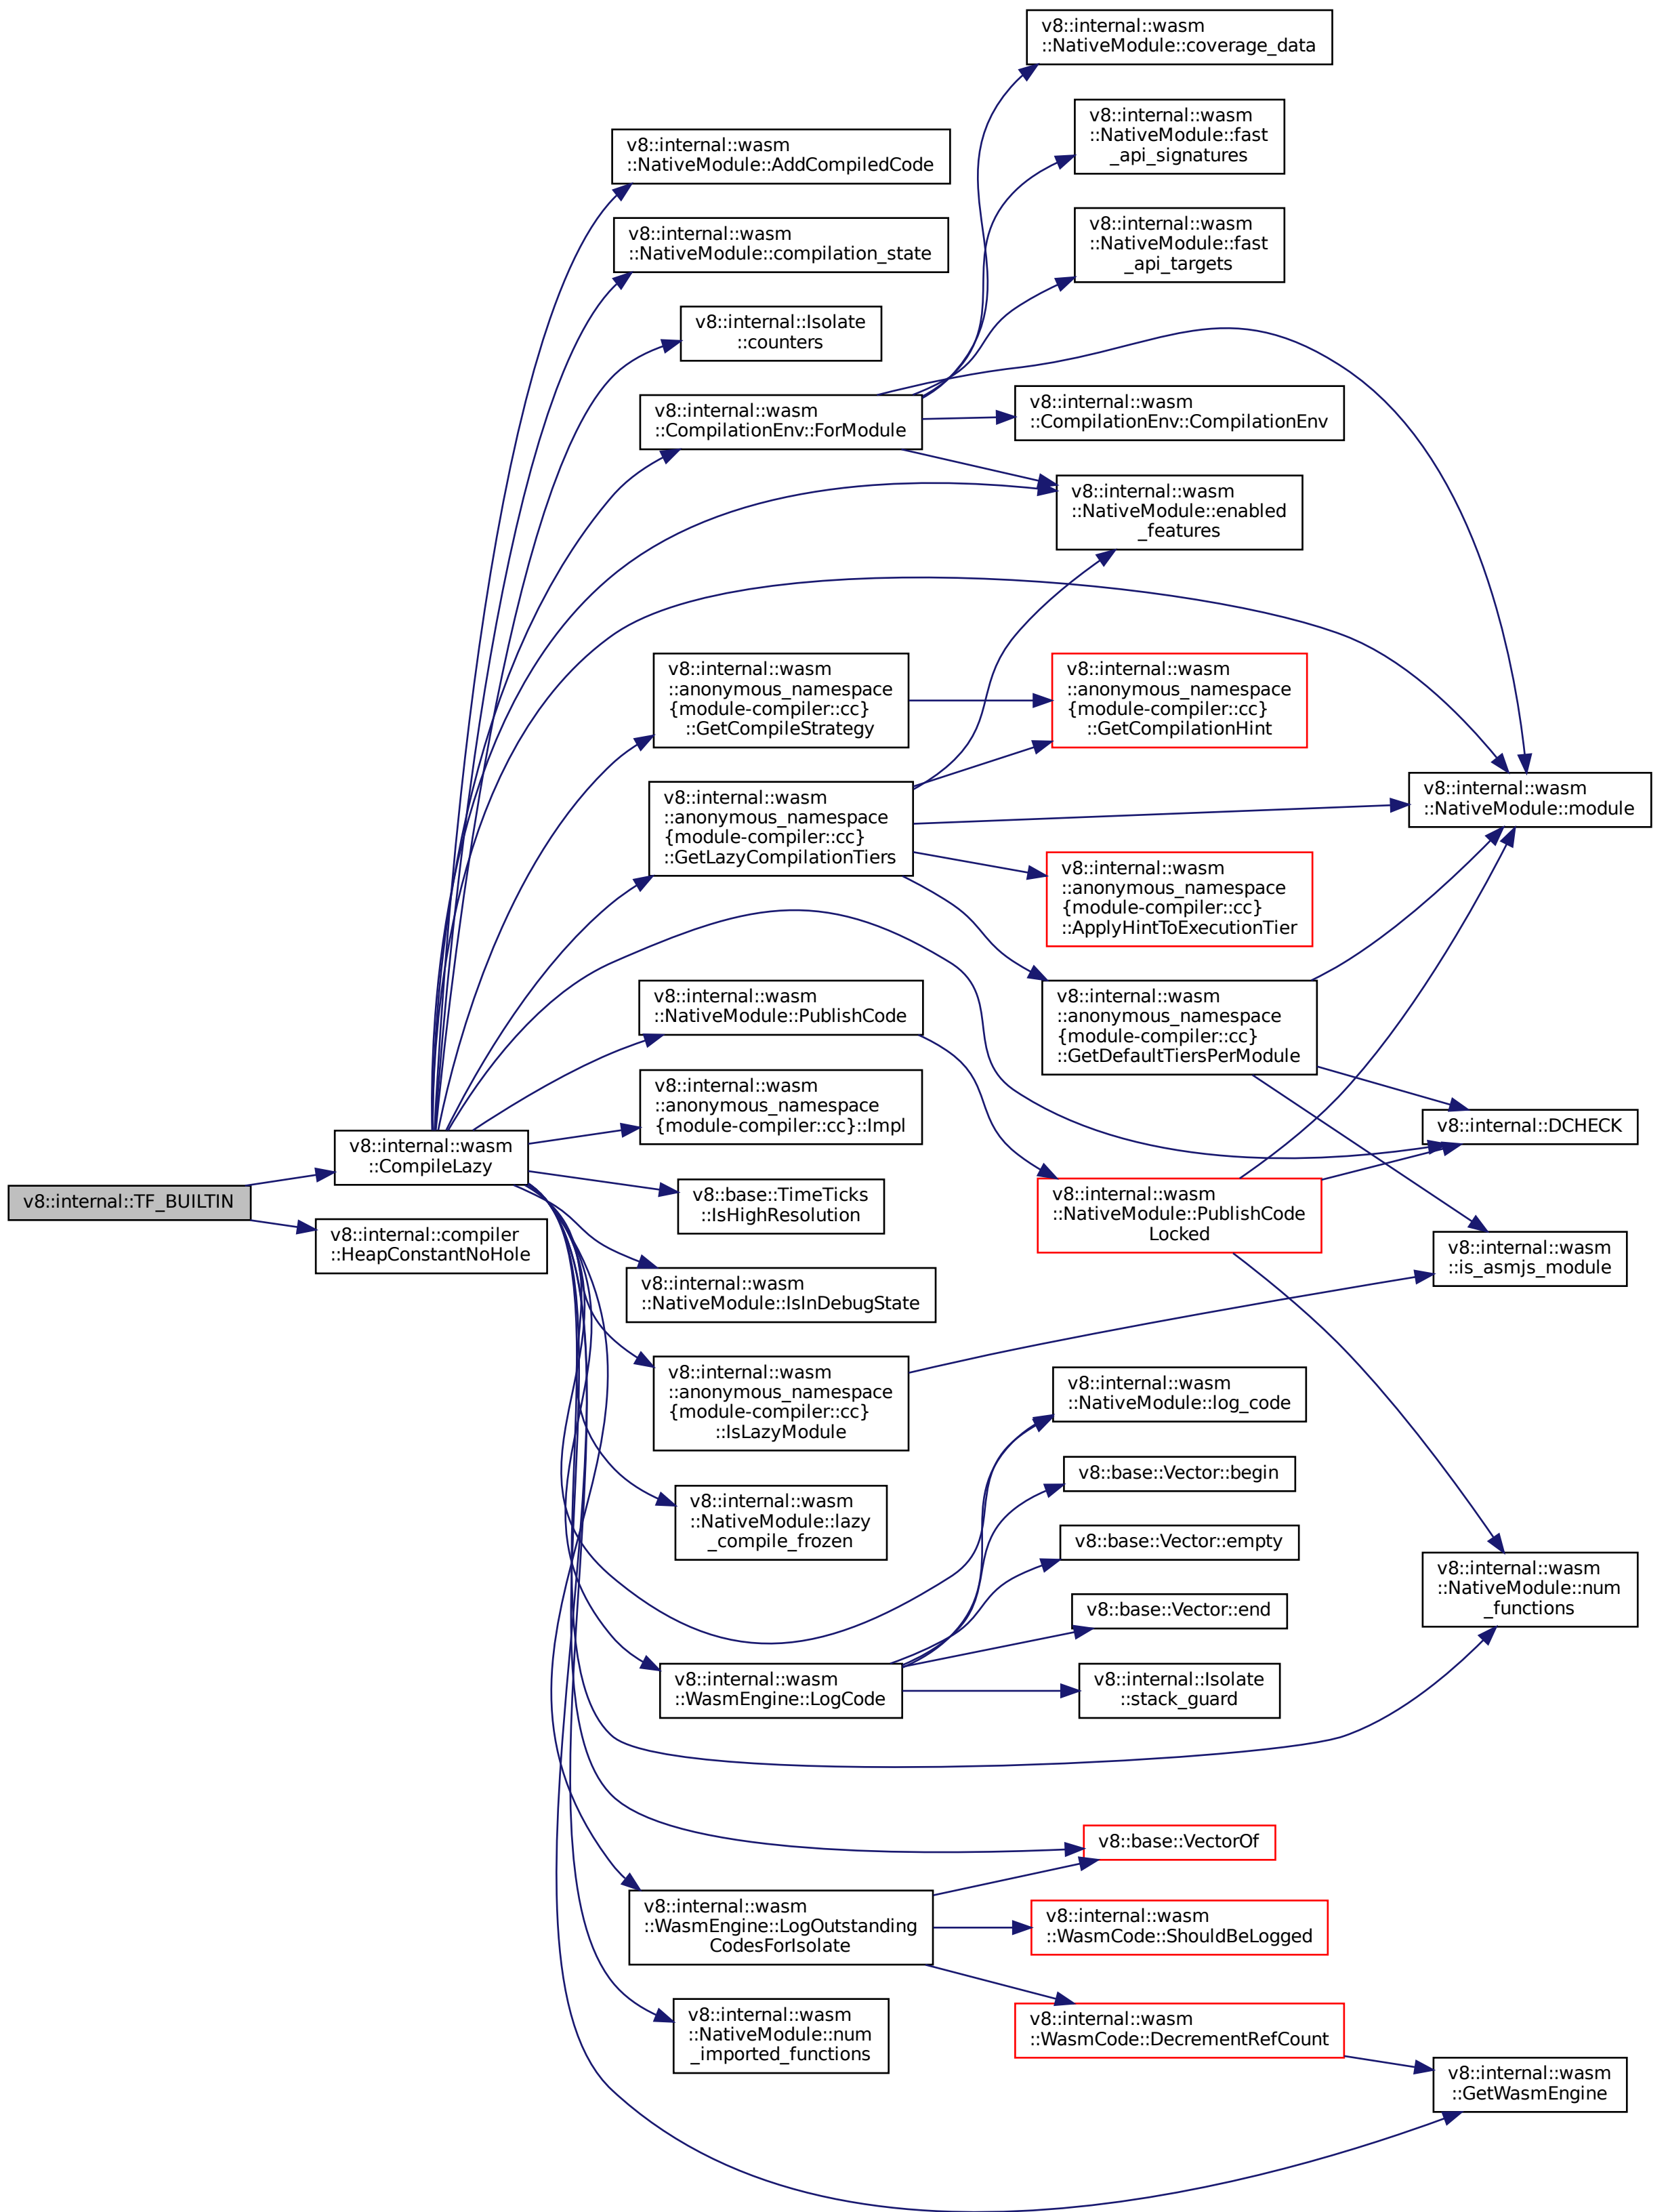 v8::internal::wasm
::NativeModule::coverage_data
v8::internal::wasm
::NativeModule::fast
_api_signatures
v8::internal::wasm
::NativeModule::AddCompiledCode
v8::internal::wasm
::NativeModule::fast
_api_targets
v8::internal::wasm
::NativeModule::compilation_state
v8::internal::Isolate
::counters
v8::internal::wasm
::CompilationEnv::ForModule
v8::internal::wasm
::CompilationEnv::CompilationEnv
v8::internal::wasm
::NativeModule::enabled
_features
v8::internal::wasm
::anonymous_namespace
{module-compiler::cc}
::GetCompileStrategy
v8::internal::wasm
::anonymous_namespace
{module-compiler::cc}
::GetCompilationHint
v8::internal::wasm
::NativeModule::module
v8::internal::wasm
::anonymous_namespace
{module-compiler::cc}
::GetLazyCompilationTiers
v8::internal::wasm
::anonymous_namespace
{module-compiler::cc}
::ApplyHintToExecutionTier
v8::internal::wasm
::NativeModule::PublishCode
v8::internal::wasm
::anonymous_namespace
{module-compiler::cc}
::GetDefaultTiersPerModule
v8::internal::wasm
::anonymous_namespace
{module-compiler::cc}::Impl
v8::internal::DCHECK
v8::internal::wasm
::CompileLazy
v8::internal::TF_BUILTIN
v8::base::TimeTicks
::IsHighResolution
v8::internal::wasm
::NativeModule::PublishCode
Locked
v8::internal::compiler
::HeapConstantNoHole
v8::internal::wasm
::is_asmjs_module
v8::internal::wasm
::NativeModule::IsInDebugState
v8::internal::wasm
::anonymous_namespace
{module-compiler::cc}
::IsLazyModule
v8::internal::wasm
::NativeModule::log_code
v8::base::Vector::begin
v8::internal::wasm
::NativeModule::lazy
_compile_frozen
v8::base::Vector::empty
v8::internal::wasm
::NativeModule::num
_functions
v8::base::Vector::end
v8::internal::wasm
::WasmEngine::LogCode
v8::internal::Isolate
::stack_guard
v8::base::VectorOf
v8::internal::wasm
::WasmEngine::LogOutstanding
CodesForIsolate
v8::internal::wasm
::WasmCode::ShouldBeLogged
v8::internal::wasm
::NativeModule::num
_imported_functions
v8::internal::wasm
::WasmCode::DecrementRefCount
v8::internal::wasm
::GetWasmEngine